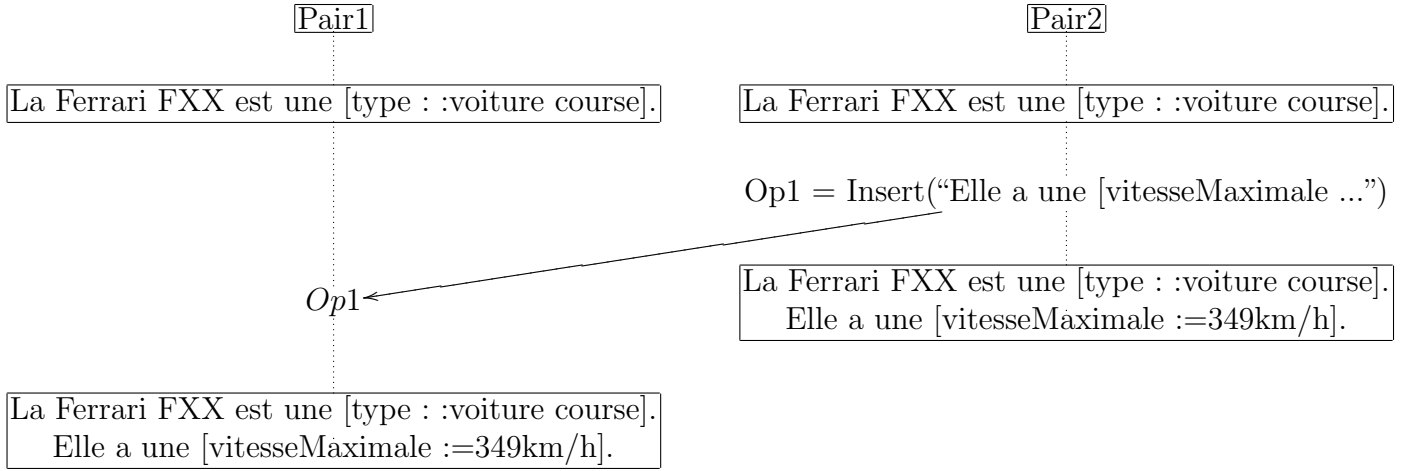 Pair1
Pair2
La Ferrari FXX est une [type : :voiture course].
La Ferrari FXX est une [type : :voiture course].
Op1 = Insert(“Elle a une [vitesseMaximale ...”)
La Ferrari FXX est une [type : :voiture course].
Elle a une [vitesseMaximale :=349km/h].
Op1
La Ferrari FXX est une [type : :voiture course].
Elle a une [vitesseMaximale :=349km/h].